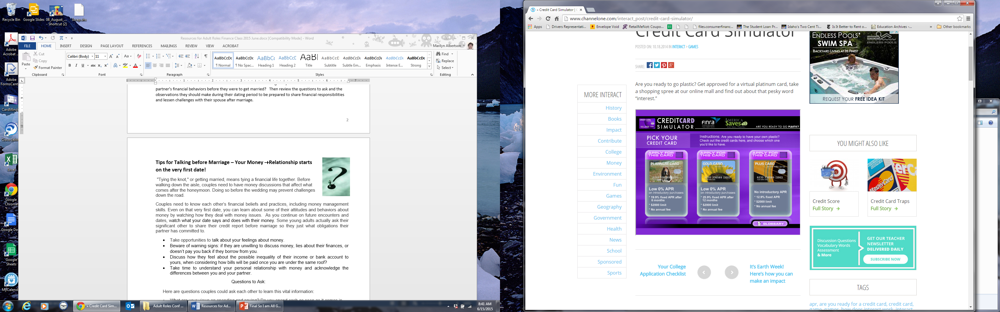 Recycle Bin
Google Slides
08_August_...
- Shortcut (2)
Scrap.shs
Adobe
Acrobat ...
Adobe
FormsCent...
CardMinde
Cisco Jabb
Excel
Google
Chrome
Google Do
Google
Sheets
MyCalend
Resources for Adult Roles Finance Class 2015 June.docx [Compatibility Mode] - Word
FILE HOME INSERT DESIGN PAGE LAYOUT REFERENCES MAILINGS REVIEW VIEW ACROBAT
Marilyn Albertson
Paste
Cut
Copy
Format Painter
Clipboard
Calibri (Body) 11
Font
Paragraph
AaBbCcDc AaBbCcDc AaBbCc AaBbCcD AaBl AaBbCcD AaBbCcDc AaBbCcDc AaBbCcDc AaBbCcDc
¶ Normal ¶ No Spac... Heading 1 Heading 2 Title Subtitle Subtle Em... Emphasis Intense E... Strong
Styles
Find
Replace
Select
Editing
partner's financial behaviors before they were to get married? Then review the questions to ask and the
observations they should make during their dating period to be prepared to share financial responsibilities
and lessen challenges with their spouse after marriage.
2
Tips for Talking before Marriage – Your Money -+Relationship starts
on the very first date!
"Tying the knot," or getting married, means tying a financial life together. Before
walking down the aisle, couples need to have money discussions that affect what
comes after the honeymoon. Doing so before the wedding may prevent challenges
down the road.
Couples need to know each other's financial beliefs and practices, including money management
skills. Even on that very first date, you can learn about some of their attitudes and behaviors about
money by watching how they deal with money issues. As you continue on future encounters and
dates, watch what your date says and does with their money. Some young adults actually ask their
significant other to share their credit report before marriage so they just what obligations their
partner has committed to.
• Take opportunities to talk about your feelings about money.
• Beware of warning signs: if they are unwilling to discuss money, lies about their finances, or
doesn't pay you back if they borrow from you.
• Discuss how they feel about the possible inequality of their income or bank account to
yours, when considering how bills will be paid once you are under the same roof?
• Take time to understand your personal relationship with money and acknowledge the
differences between you and your partner.
Questions to Ask:
Here are questions couples could ask each other to learn this vital information:
» Credit Card Sim...
Adult Roles Conf ...
Resources for Ad...
Final So I am All G...
8:41 AM
6/15/2015
» Credit Card Simulator | C
www.channelone.com/interact_post/credit-card-simulator/
Apps
Drivers Representati...
Envelope Void
RetailMeNot: Coupo...
files.consumerfinanc...
The Student Loan Pr...
Idaho's Two Cent Ti...
Is It Better to Rent o...
Education Archives -...
»
Other bookmarks
Credit Card Simulator
POSTED ON: 10.18.2014 IN INTERACT > GAMES
SHARE:
Are you ready to go plastic? Get approved for a virtual platinum card, take
a shopping spree at our online mall and find out about that pesky word
"interest."
MORE INTERACT
History
Books
Impact
Contribute
College
Money
Environment
Fun
Games
Geography
Government
Health
News
School
Sponsored
Sports
CREDITCARD
SIMULATOR
FINRA
AMERICA
Saves
ARE YOU READY TO GO PLASTIC?
PICK YOUR
CREDIT CARD
Instructions: Are you ready to have your own plastic?
Check out the credit cards here, and choose which one
you'd like to have.
APPLY FOR
THIS CARD
PLATINUM CARD
6233 336589 11003
Low 0% APR
on introductory purchases
* 19.9% fixed APR after
6 months
* $2000 limit
* No annual fee
APPLY FOR
THIS CARD
GOLD CARD
6233 336589 11003
Low 0% APR
on introductory purchases
* 25.9% fixed APR after
12 months
* $2000 limit
* No annual fee
APPLY FOR
THIS CARD
PLUS CARD
6233 336589 11003
No introductory APR
* 12.9% fixed APR
* $2000 limit
* No annual fee
GLOSSARY
Your College
Application Checklist
It's Earth Week!
Here's how you can
make an impact
ENDLESS POOLS®
SWIM SPA
BACKYARD LIVING AT ITS FINEST
ENDLESS POOLS
REQUEST YOUR FREE IDEA KIT
YOU MIGHT ALSO LIKE
Credit Score
Full Story
MasterCard
Credit Card Traps
Full Story
Discussion Questions
Vocabulary Words
Assessment
& More
GET OUR TEACHER
NEWSLETTER
DELIVERED DAILY
SUBSCRIBE NOW
TAGS
apr, are you ready for a credit card, credit card,
game, games, how does interest work, interact